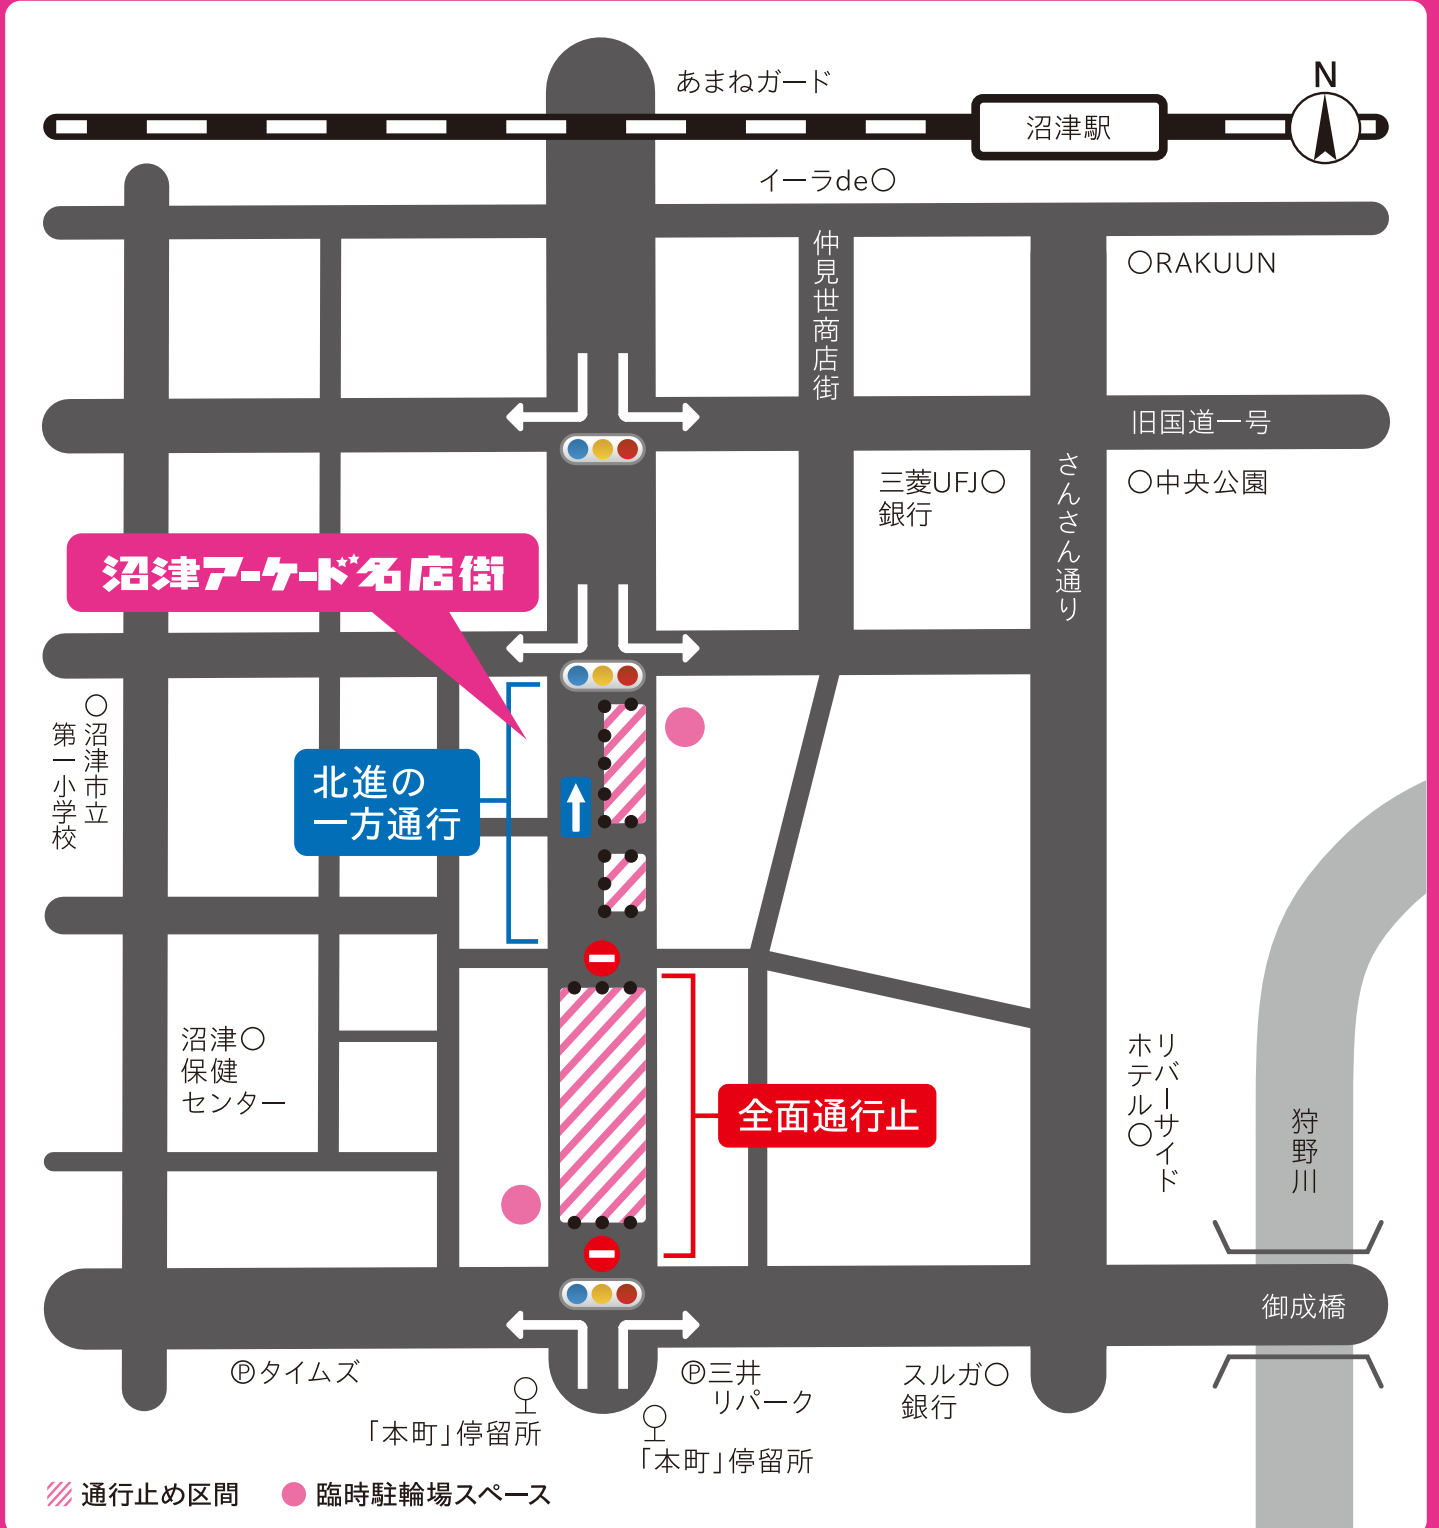 あまねガード
N
沼津駅
イーラde○
仲見世商店街
○RAKUUN
旧国道一号
さんさん通り
三菱UFJ○
銀行
○中央公園
沼津アーケード名店街
○沼津市立
第一小学校
北進の
一方通行
沼津○
保健
センター
全面通行止
リバーサイド
ホテル○
狩野川
御成橋
Ⓟタイムズ
Ⓟ三井
リパーク
スルガ○
銀行
「本町」停留所
「本町」停留所
通行止め区間
臨時駐輪場スペース